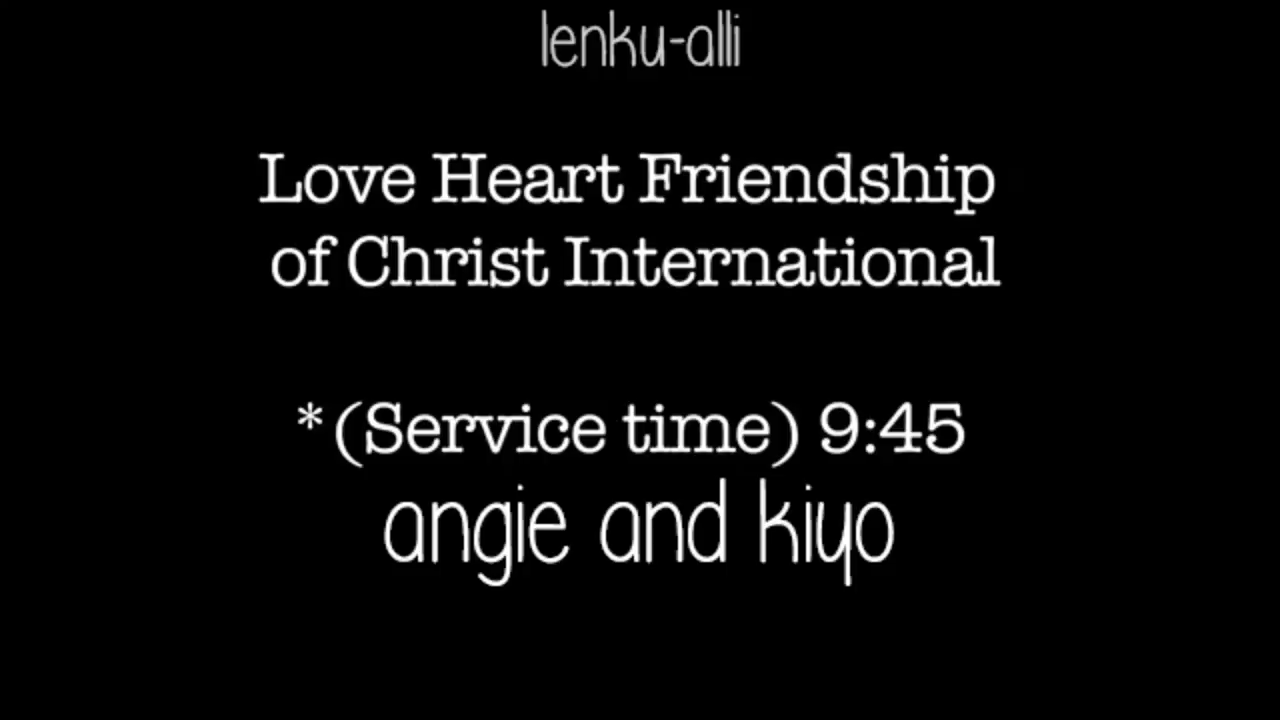 lenku-alli
Love Heart Friendship
of Christ International
*(Service time) 9:45
angie and kiyo